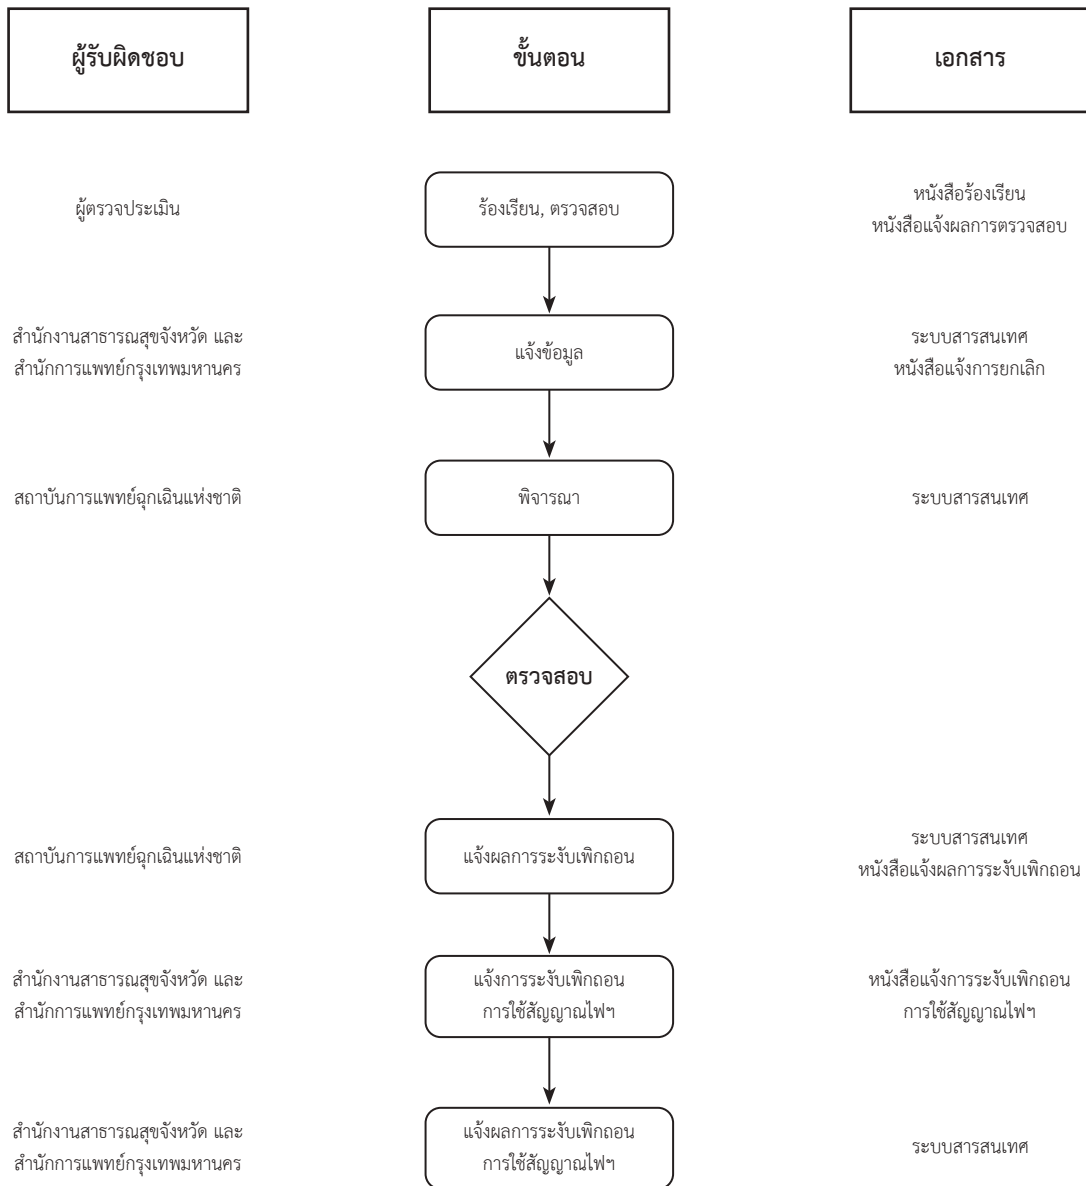 ผู้รับผิดชอบ
ขั้นตอน
เอกสาร
ผู้ตรวจประเมิน
ร้องเรียน, ตรวจสอบ
หนังสือร้องเรียน
หนังสือแจ้งผลการตรวจสอบ
สำนักงานสาธารณสุขจังหวัด และ
สำนักการแพทย์กรุงเทพมหานคร
แจ้งข้อมูล
ระบบสารสนเทศ
หนังสือแจ้งการยกเลิก
สถาบันการแพทย์ฉุกเฉินแห่งชาติ
พิจารณา
ระบบสารสนเทศ
ตรวจสอบ
สถาบันการแพทย์ฉุกเฉินแห่งชาติ
แจ้งผลการระงับเพิกถอน
ระบบสารสนเทศ
หนังสือแจ้งผลการระงับเพิกถอน
สำนักงานสาธารณสุขจังหวัด และ
สำนักการแพทย์กรุงเทพมหานคร
แจ้งการระงับเพิกถอน
การใช้สัญญาณไฟฯ
หนังสือแจ้งการระงับเพิกถอน
การใช้สัญญาณไฟฯ
สำนักงานสาธารณสุขจังหวัด และ
สำนักการแพทย์กรุงเทพมหานคร
แจ้งผลการระงับเพิกถอน
การใช้สัญญาณไฟฯ
ระบบสารสนเทศ